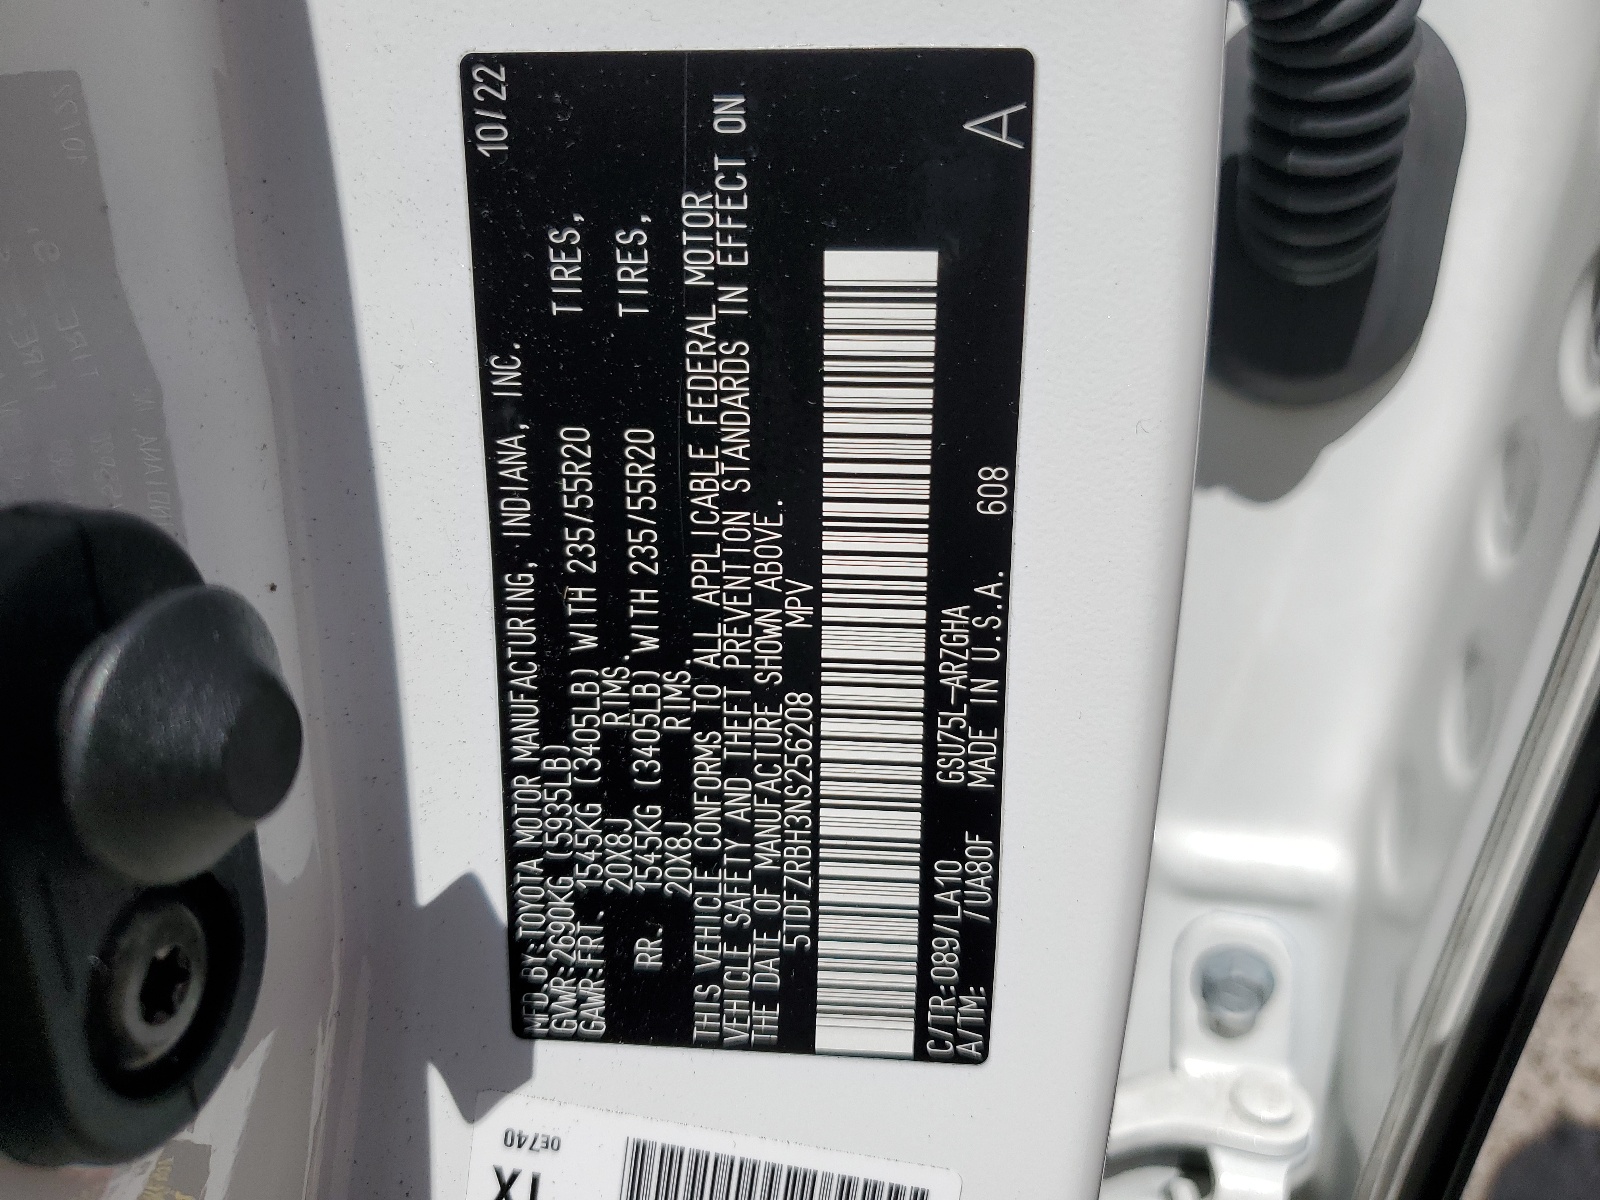 MFD.BY:TOYOTA MOTOR MANUFACTURING, INDIANA, INC. 10/22
GVWR:2690KG (5935LB)
GAWR:FRT. 1545KG (3405LB) WITH 235/55R20 TIRES,
20X8J RIMS.
RR. 1545KG (3405LB) WITH 235/55R20 TIRES,
20X8J RIMS.
THIS VEHICLE CONFORMS TO ALL APPLICABLE FEDERAL MOTOR
VEHICLE SAFETY AND THEFT PREVENTION STANDARDS IN EFFECT ON
THE DATE OF MANUFACTURE SHOWN ABOVE.
5TDFZRBH3NS256208 MPV
C/TR:089/LA10 GSU75L-ARZGHA
A/TM: /UA80F MADE IN U.S.A. 608
A
0E740